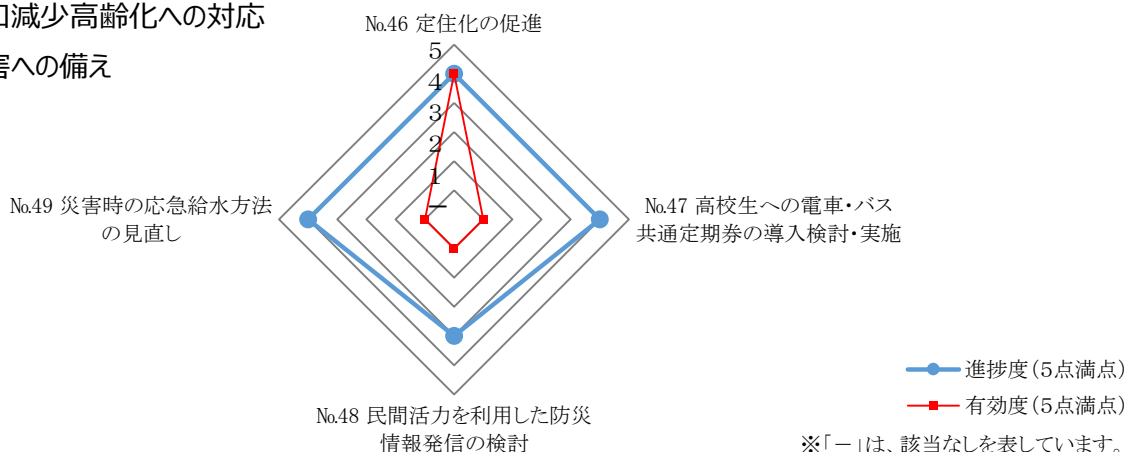 口減少高齢化への対応
害への備え
№46 定住化の促進
5
4
3
2
1
－
№49 災害時の応急給水方法
の見直し
№47 高校生への電車・バス
共通定期券の導入検討・実施
№48 民間活力を利用した防災
情報発信の検討
進捗度(5点満点)
有効度(5点満点)
※「－」は、該当なしを表しています。